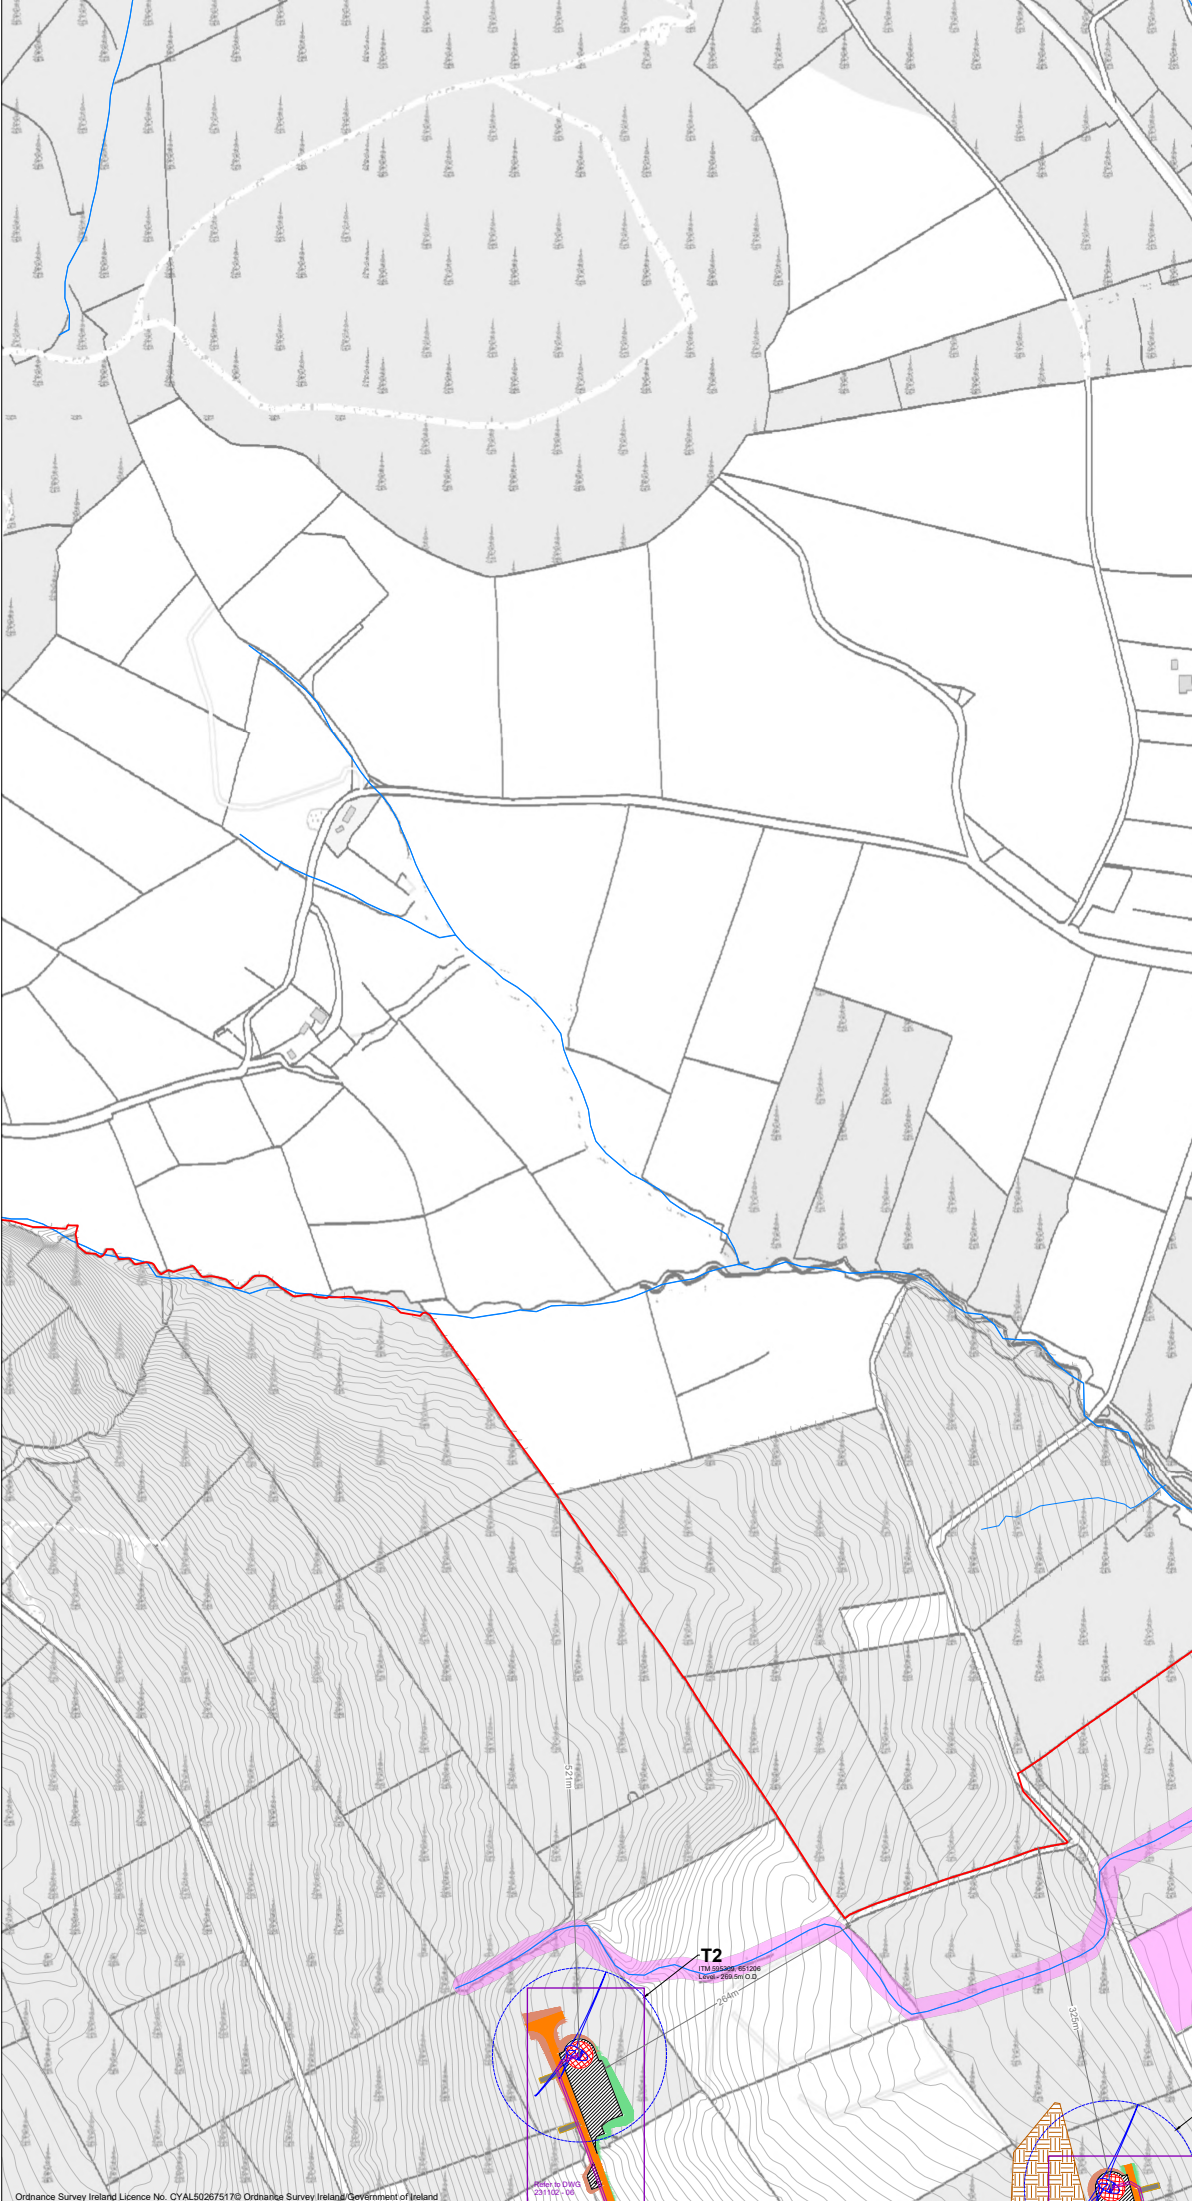 521m
T2
ITM 595309, 651206
Level - 269.5m O.D.
264m
325m
Refer to DWG
231102 - 06
Ordnance Survey Ireland Licence No. CYAL50267517© Ordnance Survey Ireland/Government of Ireland